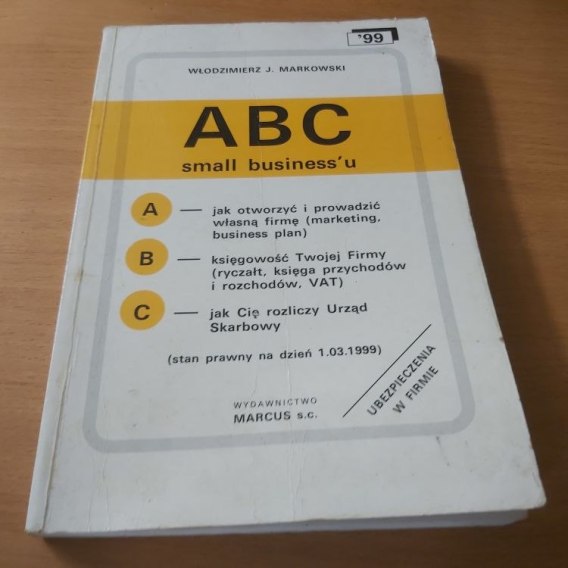 '99
WŁODZIMIERZ J. MARKOWSKI
ABC
small business'u
A — jak otworzyć i prowadzić
własną firmę (marketing,
business plan)
B — księgowość Twojej Firmy
(ryczałt, księga przychodów
i rozchodów, VAT)
C — jak Cię rozliczy Urząd
Skarbowy
(stan prawny na dzień 1.03.1999)
WYDAWNICTWO
MARCUS s.c.
UBEZPIECZENIA
W FIRMIE